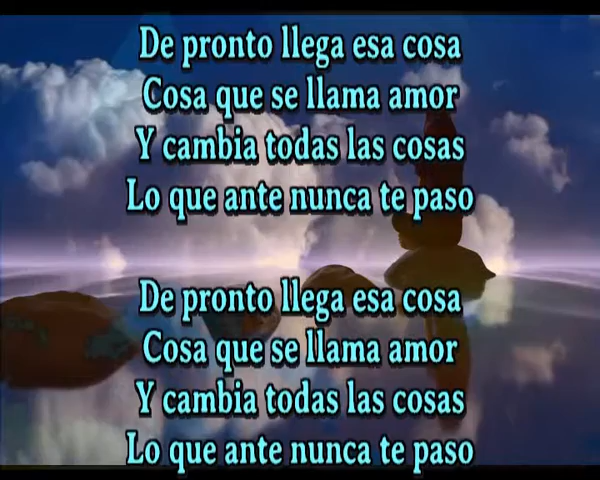 De pronto llega esa cosa
Cosa que se llama amor
Y cambia todas las cosas
Lo que ante nunca te paso
De pronto llega esa cosa
Cosa que se llama amor
Y cambia todas las cosas
Lo que ante nunca te paso